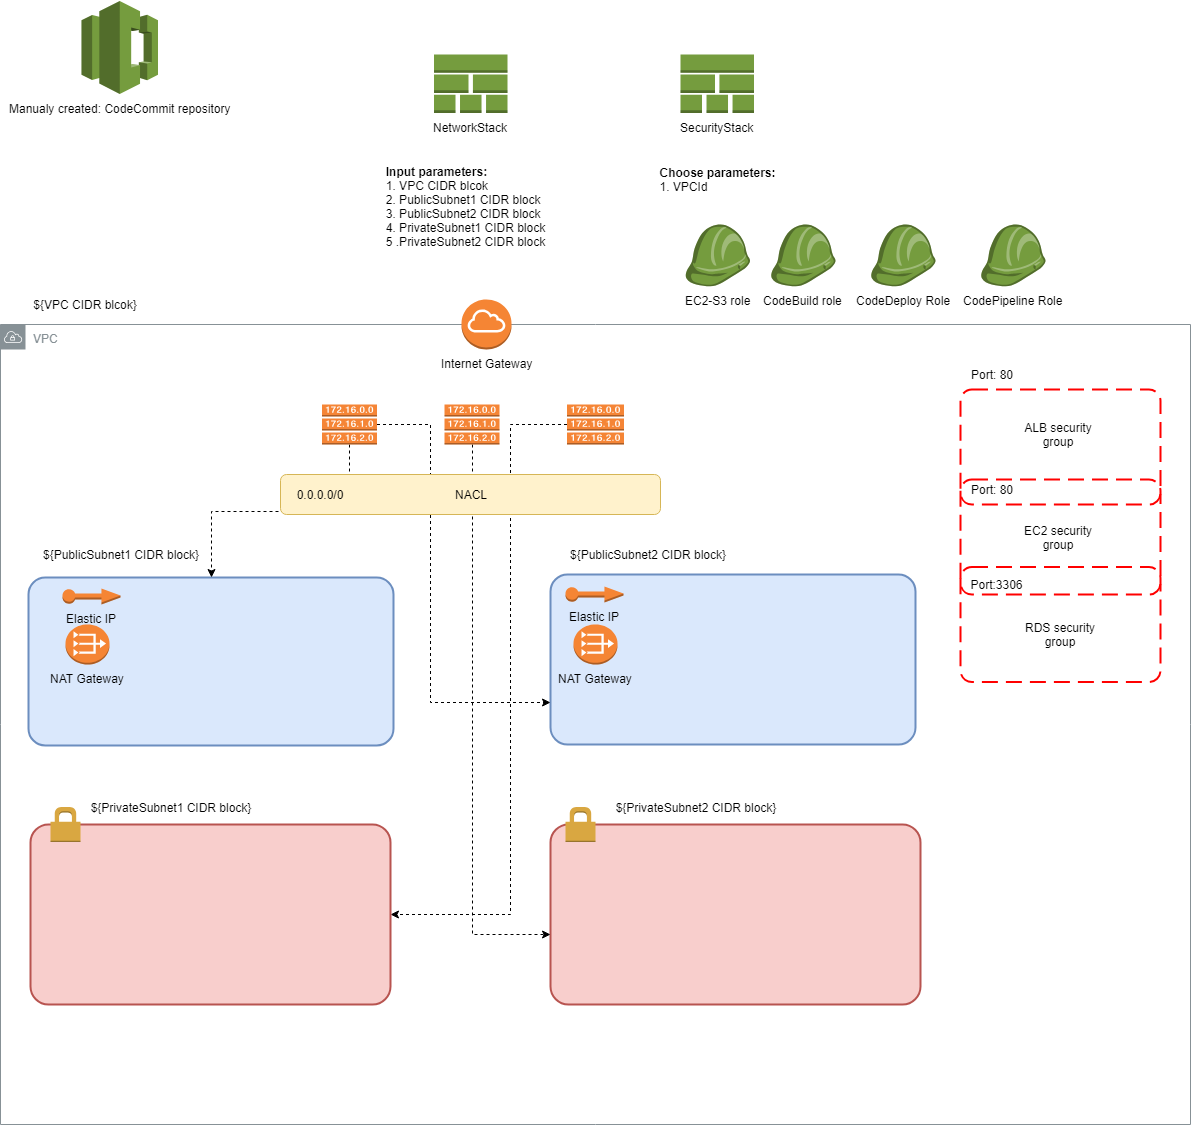 Manualy created: CodeCommit repository
NetworkStack
SecurityStack
Input parameters:
1. VPC CIDR blcok
2. PublicSubnet1 CIDR block
3. PublicSubnet2 CIDR block
4. PrivateSubnet1 CIDR block
5 .PrivateSubnet2 CIDR block
Choose parameters:
1. VPCId
EC2-S3 role
CodeBuild role
CodeDeploy Role
CodePipeline Role
${VPC CIDR blcok}
VPC
Internet Gateway
172.16.0.0
172.16.1.0
172.16.2.0
172.16.0.0
172.16.1.0
172.16.2.0
172.16.0.0
172.16.1.0
172.16.2.0
0.0.0.0/0
NACL
Port: 80
ALB security
group
Port: 80
EC2 security
group
Port:3306
RDS security
group
${PublicSubnet1 CIDR block}
Elastic IP
NAT Gateway
${PublicSubnet2 CIDR block}
Elastic IP
NAT Gateway
${PrivateSubnet1 CIDR block}
${PrivateSubnet2 CIDR block}